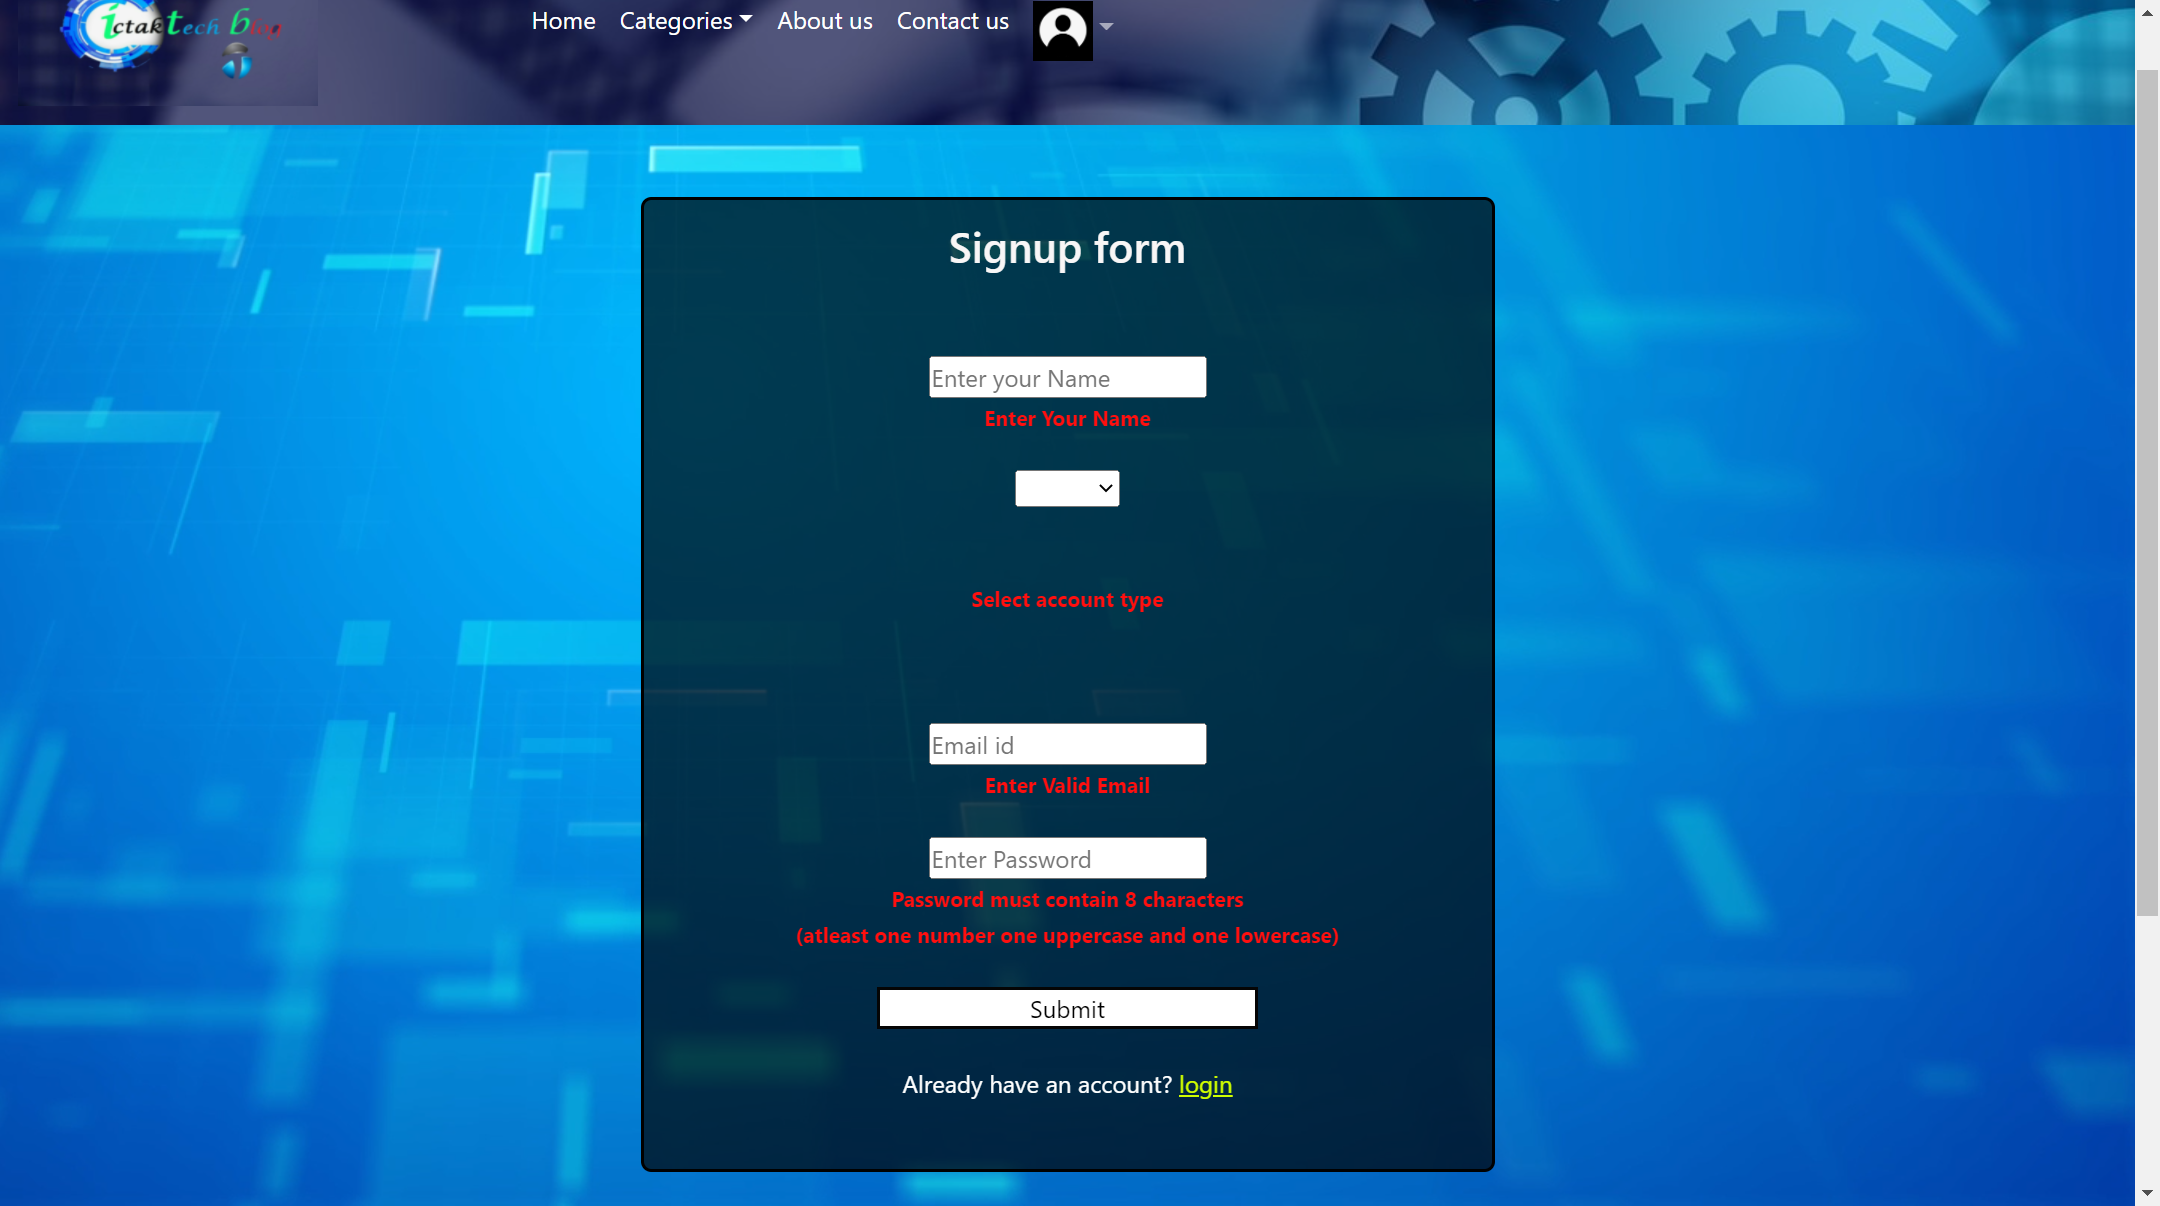 ictak Tech Blog
Home Categories About us Contact us
Signup form
Enter your Name
Enter Your Name
Select account type
Email id
Enter Valid Email
Enter Password
Password must contain 8 characters
(atleast one number one uppercase and one lowercase)
Submit
Already have an account? login